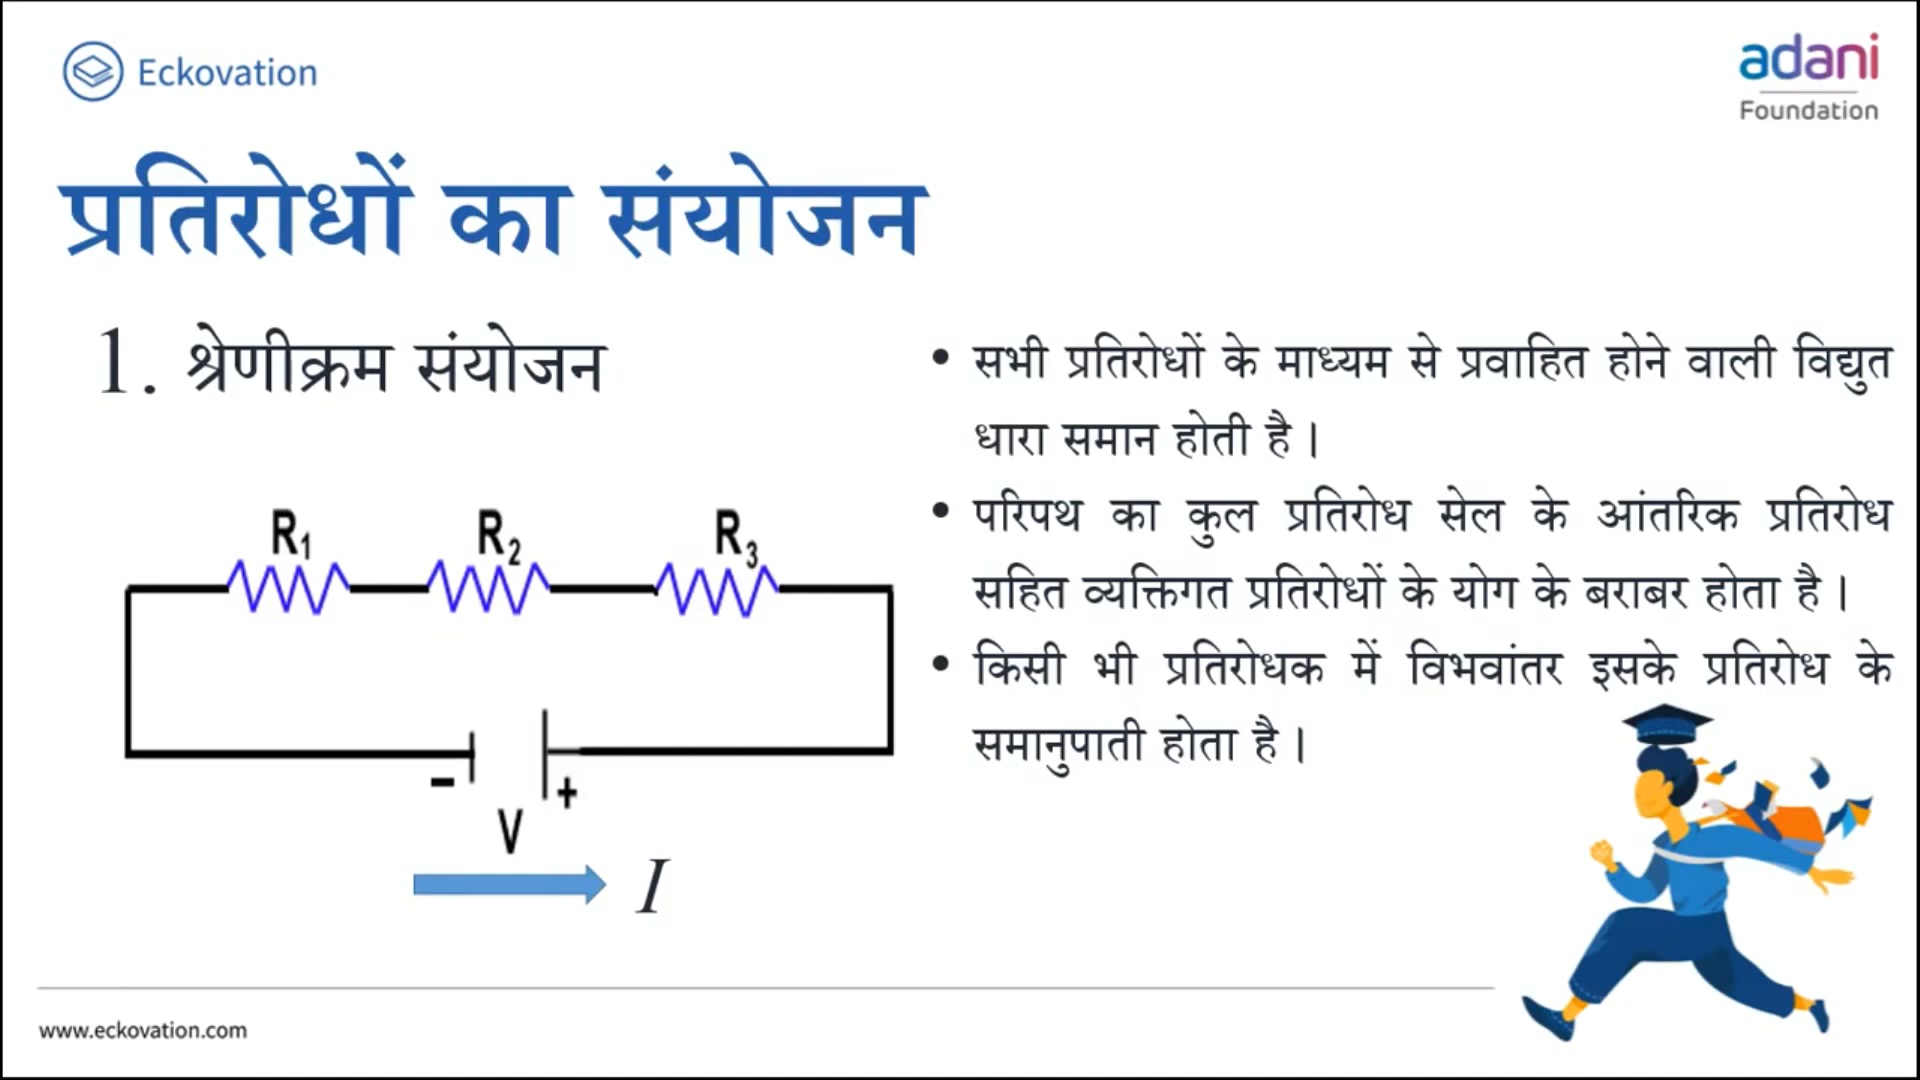 Eckovation
adani
Foundation
प्रतिरोधों का संयोजन
1. श्रेणीक्रम संयोजन
R1 R2 R3
- +
V
I
• सभी प्रतिरोधों के माध्यम से प्रवाहित होने वाली विद्युत
धारा समान होती है।
• परिपथ का कुल प्रतिरोध सेल के आंतरिक प्रतिरोध
सहित व्यक्तिगत प्रतिरोधों के योग के बराबर होता है।
• किसी भी प्रतिरोधक में विभवांतर इसके प्रतिरोध के
समानुपाती होता है।
www.eckovation.com